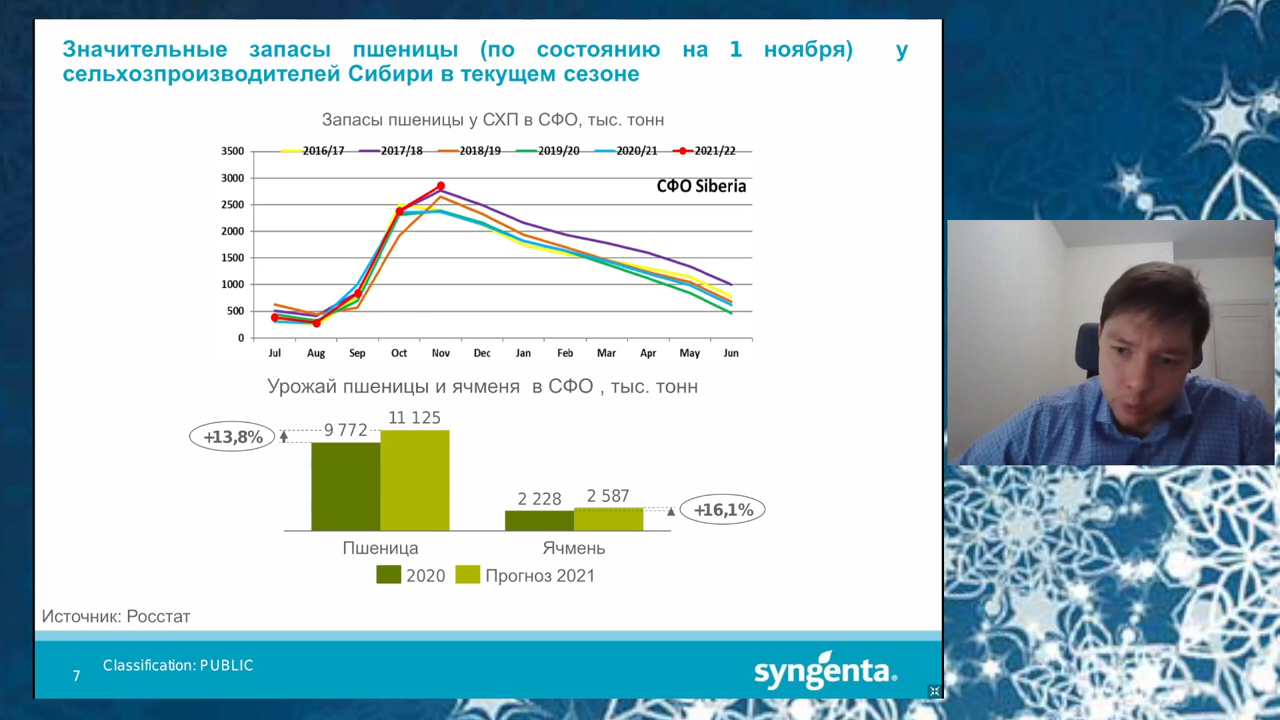 Значительные запасы пшеницы (по состоянию на 1 ноября) у
сельхозпроизводителей Сибири в текущем сезоне
Запасы пшеницы у СХП в СФО, тыс. тонн
3500
2016/17 2017/18 2018/19 2019/20 2020/21 2021/22
3000
СФО Siberia
2500
2000
1500
1000
500
0
Jul Aug Sep Oct Nov Dec Jan Feb Mar Apr May Jun
Урожай пшеницы и ячменя в СФО , тыс. тонн
+13,8%
9 772
11 125
2 228
2 587
+16,1%
Пшеница
Ячмень
2020
Прогноз 2021
Источник: Росстат
7
Classification: PUBLIC
syngenta®